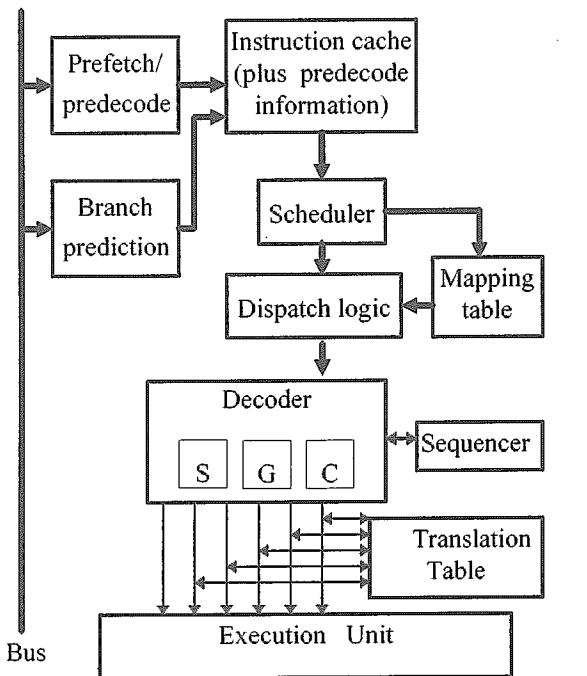 Prefetch/
predecode
Instruction cache
(plus predecode
information)
Branch
prediction
Scheduler
Mapping
table
Dispatch logic
Decoder
S G C
Sequencer
Translation
Table
Execution Unit
Bus